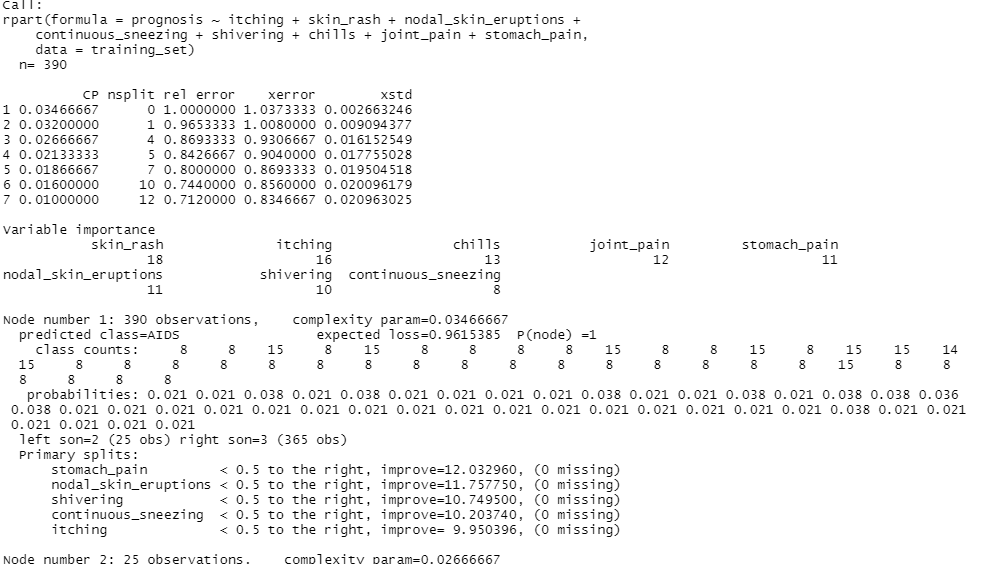 Call:
rpart(formula = prognosis ~ itching + skin_rash + nodal_skin_eruptions +
    continuous_sneezing + shivering + chills + joint_pain + stomach_pain,
    data = training_set)
  n= 390

          CP nsplit rel error    xerror        xstd
1 0.03466667      0 1.0000000 1.0373333 0.002663246
2 0.03200000      1 0.9653333 1.0080000 0.009094377
3 0.02666667      4 0.8693333 0.9306667 0.016152549
4 0.02133333      5 0.8426667 0.9040000 0.017755028
5 0.01866667      7 0.8000000 0.8693333 0.019504518
6 0.01600000     10 0.7440000 0.8560000 0.020096179
7 0.01000000     12 0.7120000 0.8346667 0.020963025

Variable importance
           skin_rash              itching               chills           joint_pain         stomach_pain
                  18                   16                   13                   12                   11
nodal_skin_eruptions            shivering  continuous_sneezing
                  11                   10                    8

Node number 1: 390 observations,    complexity param=0.03466667
  predicted class=AIDS                 expected loss=0.9615385  P(node) =1
    class counts:     8     8    15     8    15     8     8     8     8    15     8     8    15     8    15    15    14
  15     8     8     8     8     8     8     8     8     8     8     8     8     8     8     8    15     8     8
  8     8     8     8
   probabilities: 0.021 0.021 0.038 0.021 0.038 0.021 0.021 0.021 0.021 0.038 0.021 0.021 0.038 0.021 0.038 0.038 0.036
 0.038 0.021 0.021 0.021 0.021 0.021 0.021 0.021 0.021 0.021 0.021 0.021 0.021 0.021 0.021 0.021 0.038 0.021 0.021
 0.021 0.021 0.021 0.021
  left son=2 (25 obs) right son=3 (365 obs)
  Primary splits:
      stomach_pain         < 0.5 to the right, improve=12.032960, (0 missing)
      nodal_skin_eruptions < 0.5 to the right, improve=11.757750, (0 missing)
      shivering            < 0.5 to the right, improve=10.749500, (0 missing)
      continuous_sneezing  < 0.5 to the right, improve=10.203740, (0 missing)
      itching              < 0.5 to the right, improve= 9.950396, (0 missing)

Node number 2: 25 observations,    complexity param=0.02666667